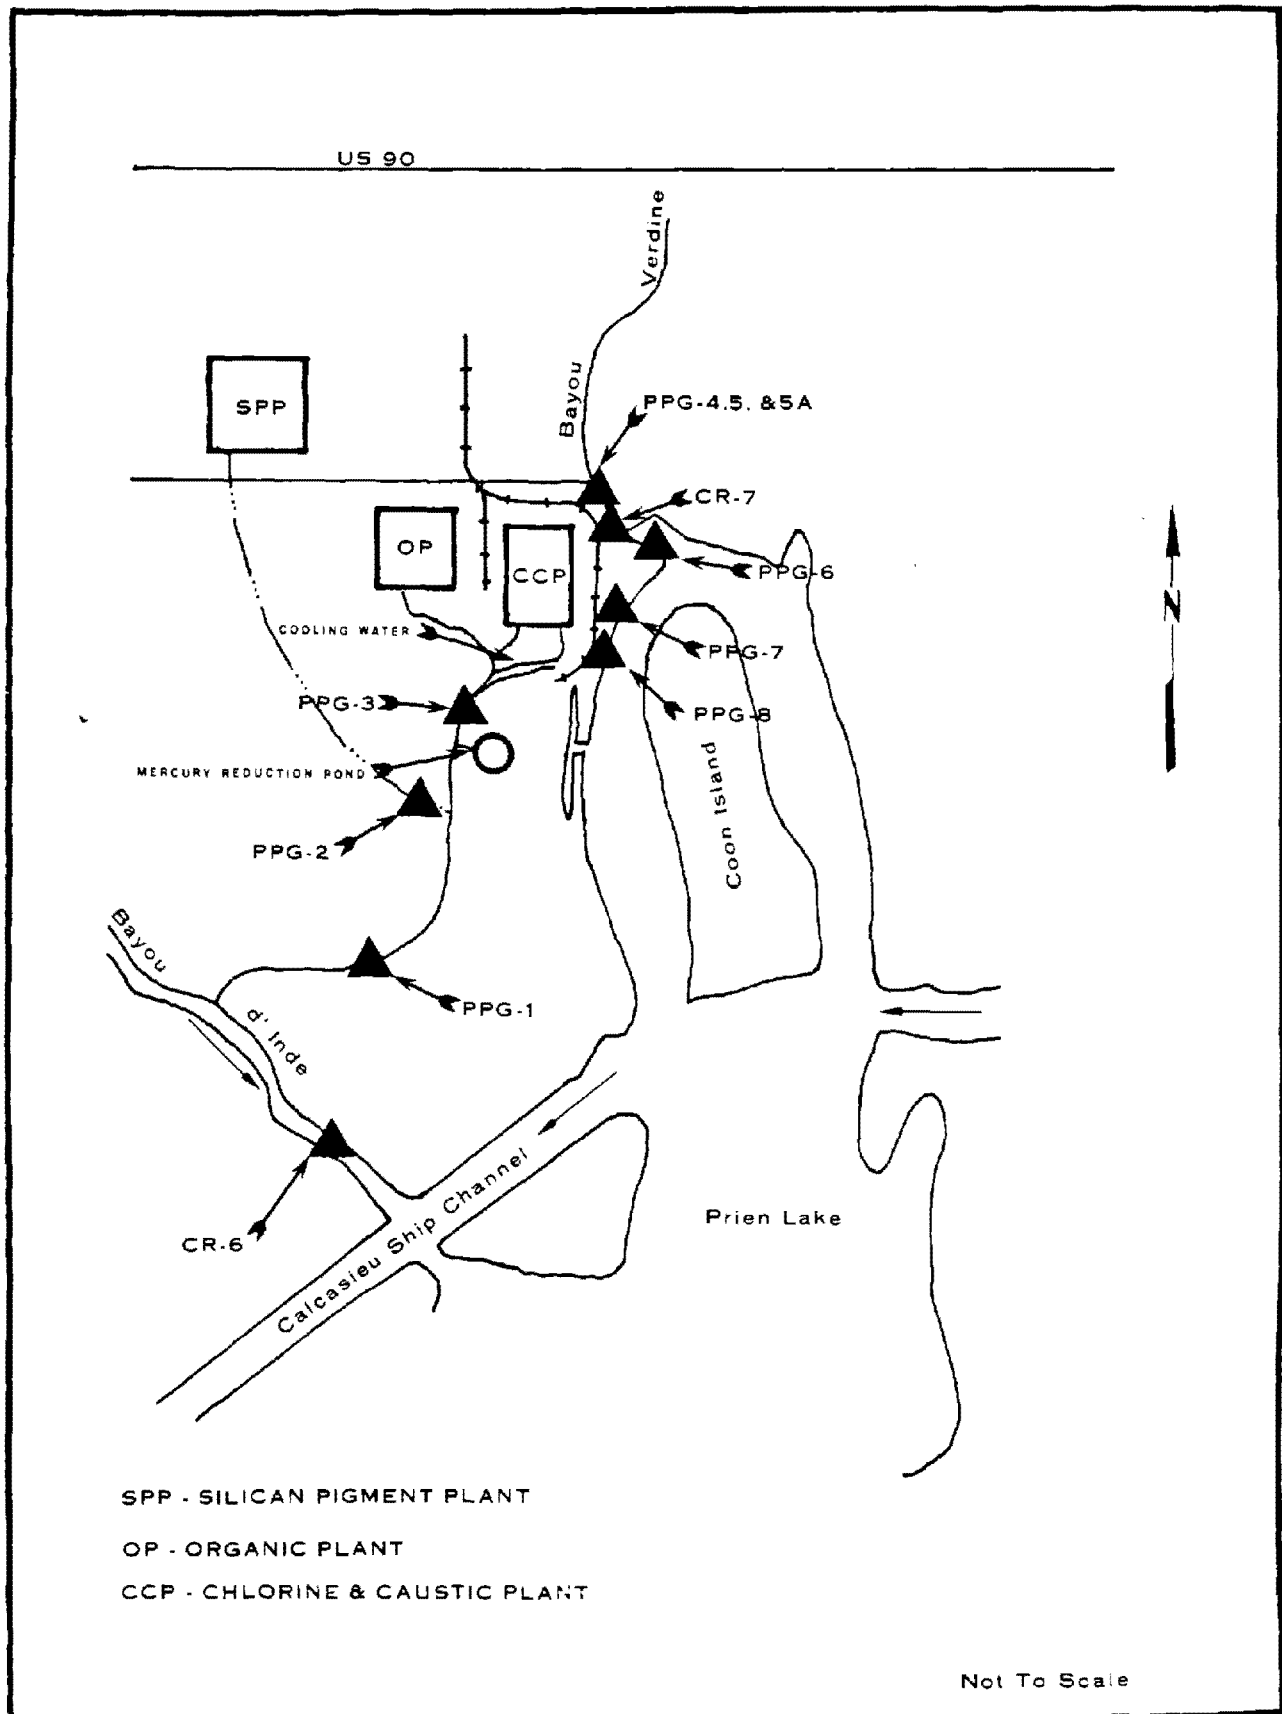 US 90
Bayou Verdine
SPP
PPG-4,5, &5A
CR-7
OP
CCP
PPG-6
N
COOLING WATER
PPG-7
PPG-3
PPG-8
MERCURY REDUCTION POND
Coon Island
PPG-2
Bayou d' Inde
PPG-1
Calcasieu Ship Channel
Prien Lake
CR-6
SPP - SILICAN PIGMENT PLANT
OP - ORGANIC PLANT
CCP - CHLORINE & CAUSTIC PLANT
Not To Scale